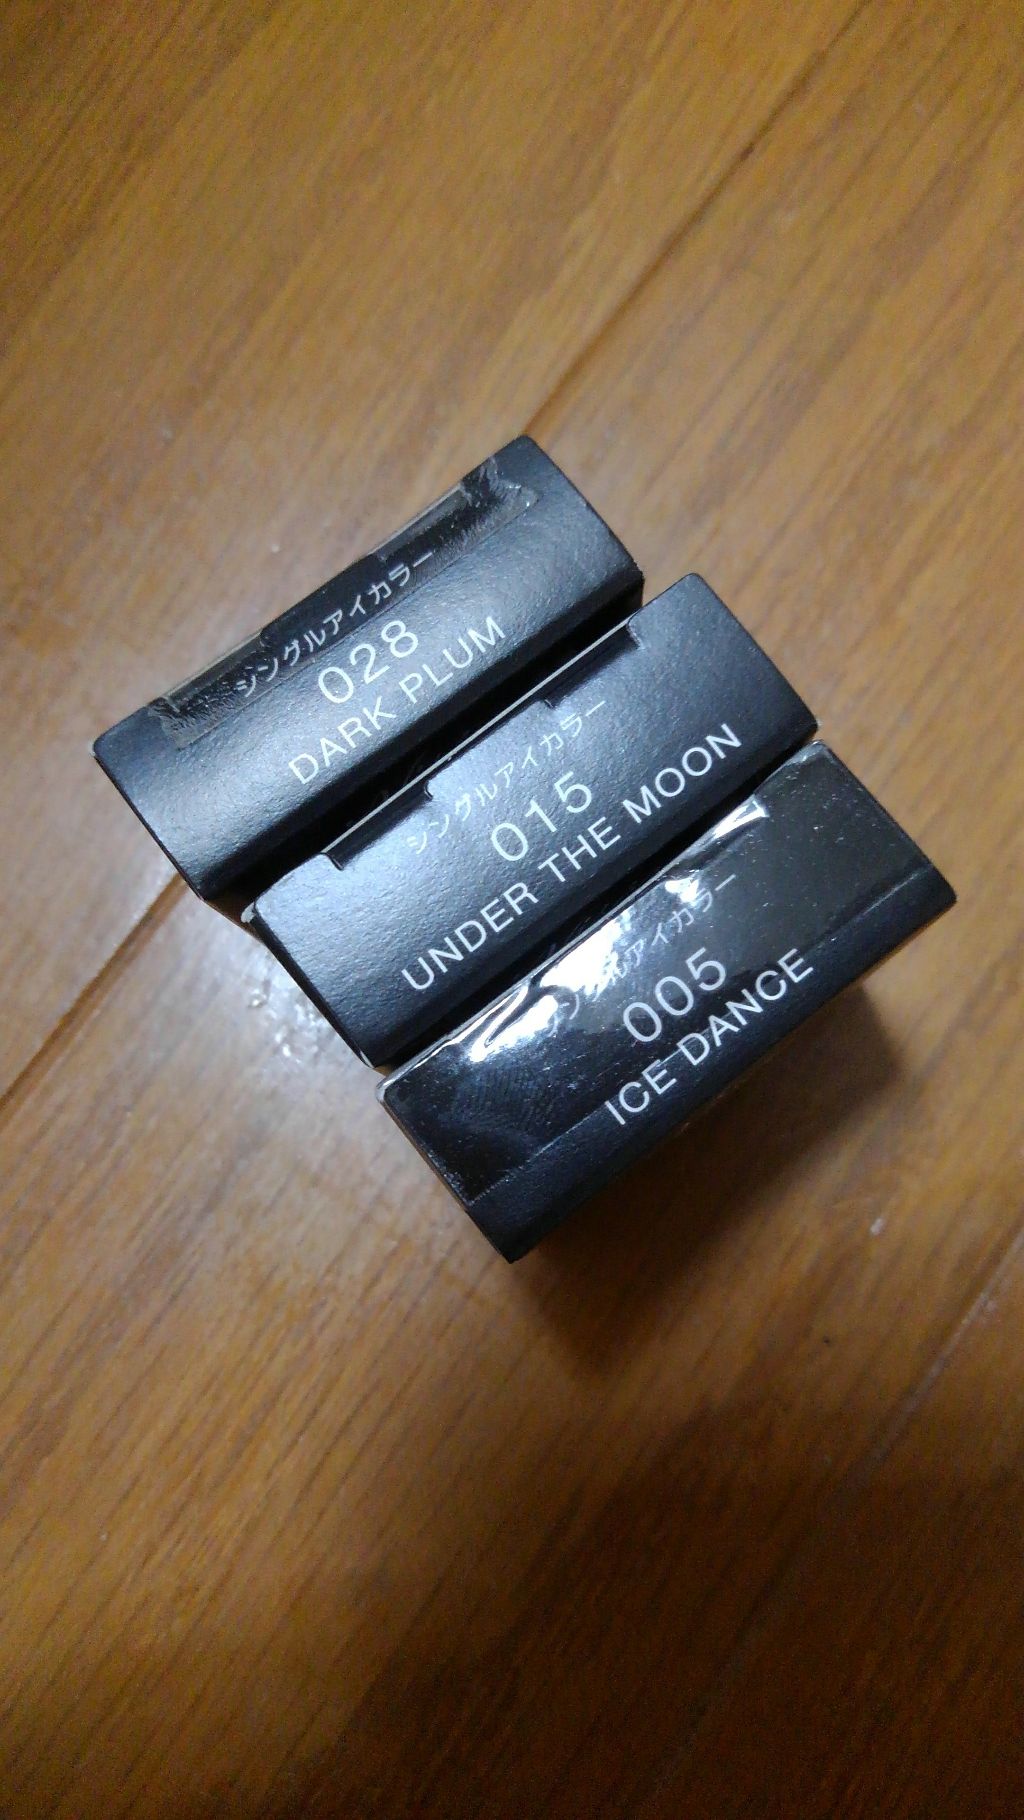 シングルアイカラー
028
DARK PLUM
シングルアイカラー
015
UNDER THE MOON
シングルアイカラー
005
ICE DANCE